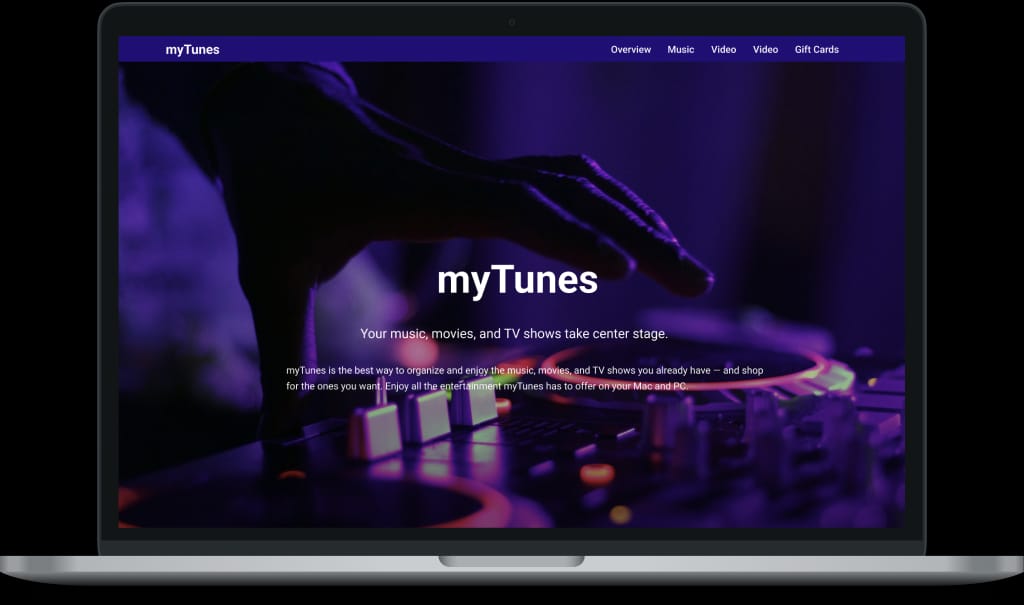 myTunes
Overview Music Video Video Gift Cards
myTunes
Your music, movies, and TV shows take center stage.
myTunes is the best way to organize and enjoy the music, movies, and TV shows you already have — and shop
for the ones you want. Enjoy all the entertainment myTunes has to offer on your Mac and PC.